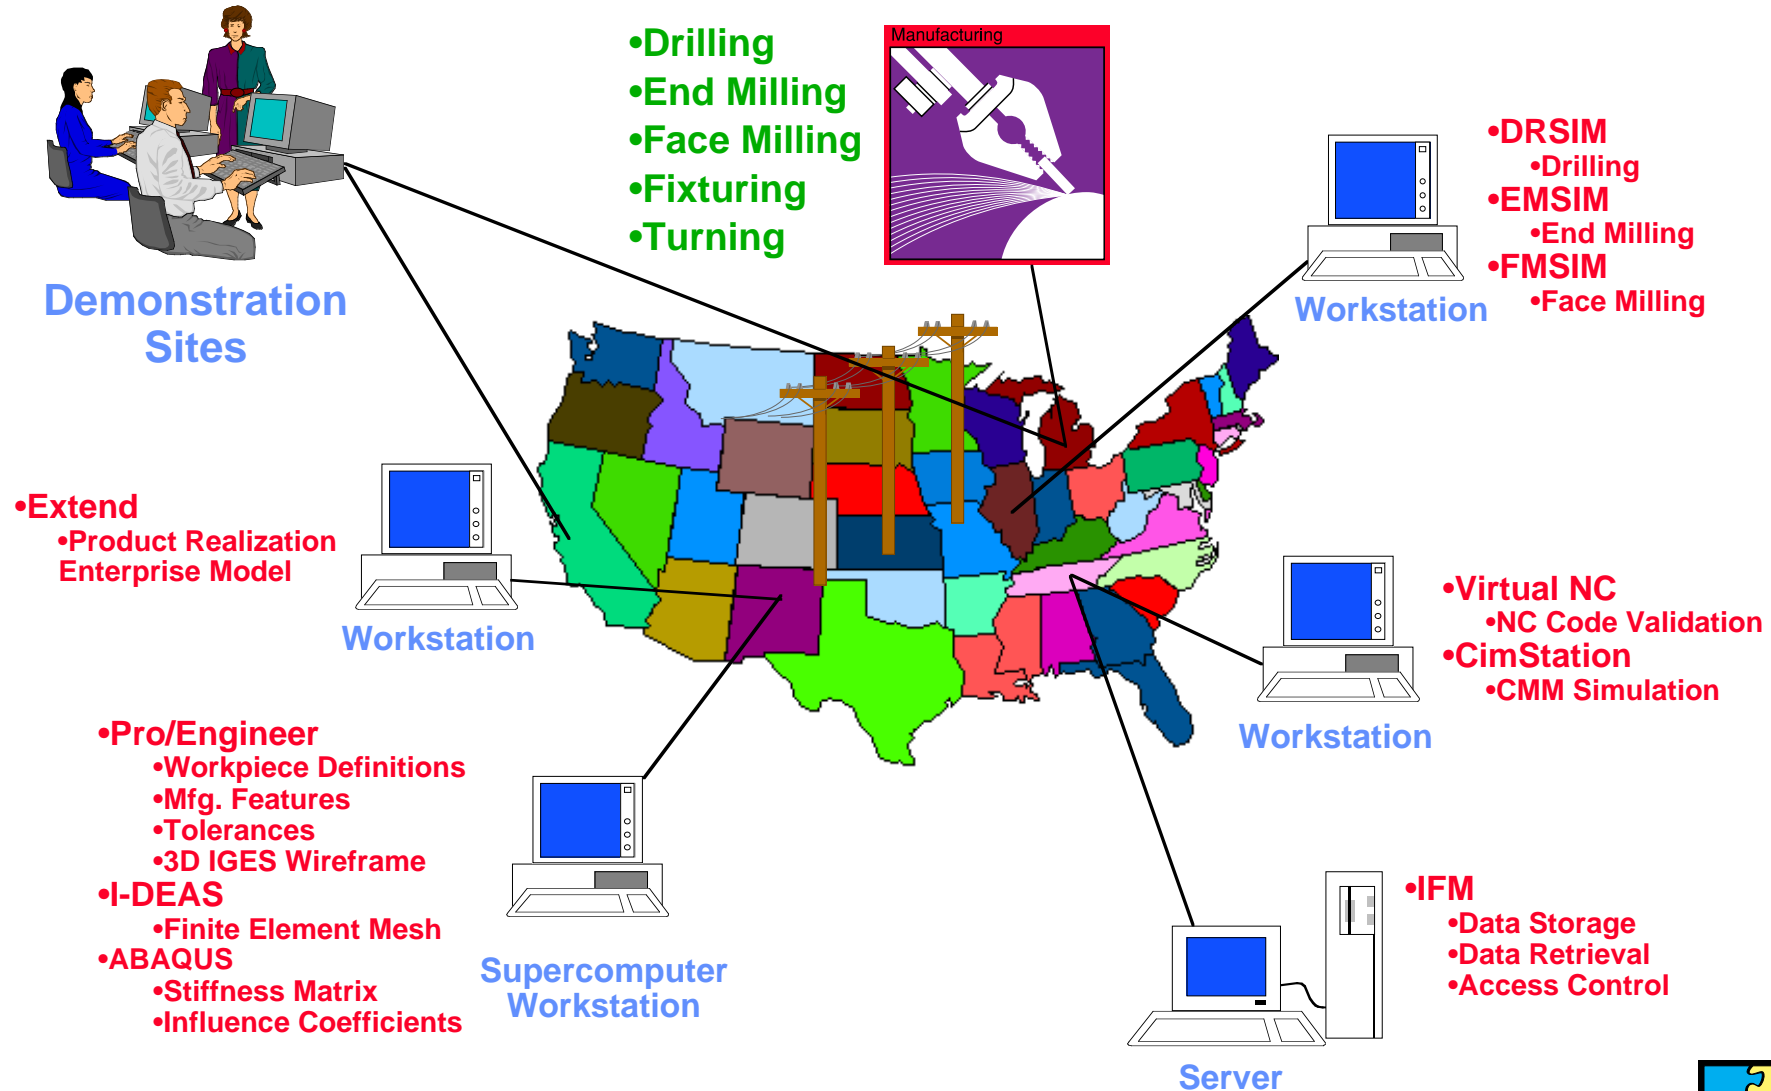 •Drilling
•End Milling
•Face Milling
•Fixturing
•Turning
Manufacturing
•DRSIM
•Drilling
•EMSIM
•End Milling
•FMSIM
•Face Milling
Workstation
Demonstration
Sites
•Extend
•Product Realization
Enterprise Model
Workstation
•Virtual NC
•NC Code Validation
•CimStation
•CMM Simulation
Workstation
•Pro/Engineer
•Workpiece Definitions
•Mfg. Features
•Tolerances
•3D IGES Wireframe
•I-DEAS
•Finite Element Mesh
•ABAQUS
•Stiffness Matrix
•Influence Coefficients
Supercomputer
Workstation
•IFM
•Data Storage
•Data Retrieval
•Access Control
Server